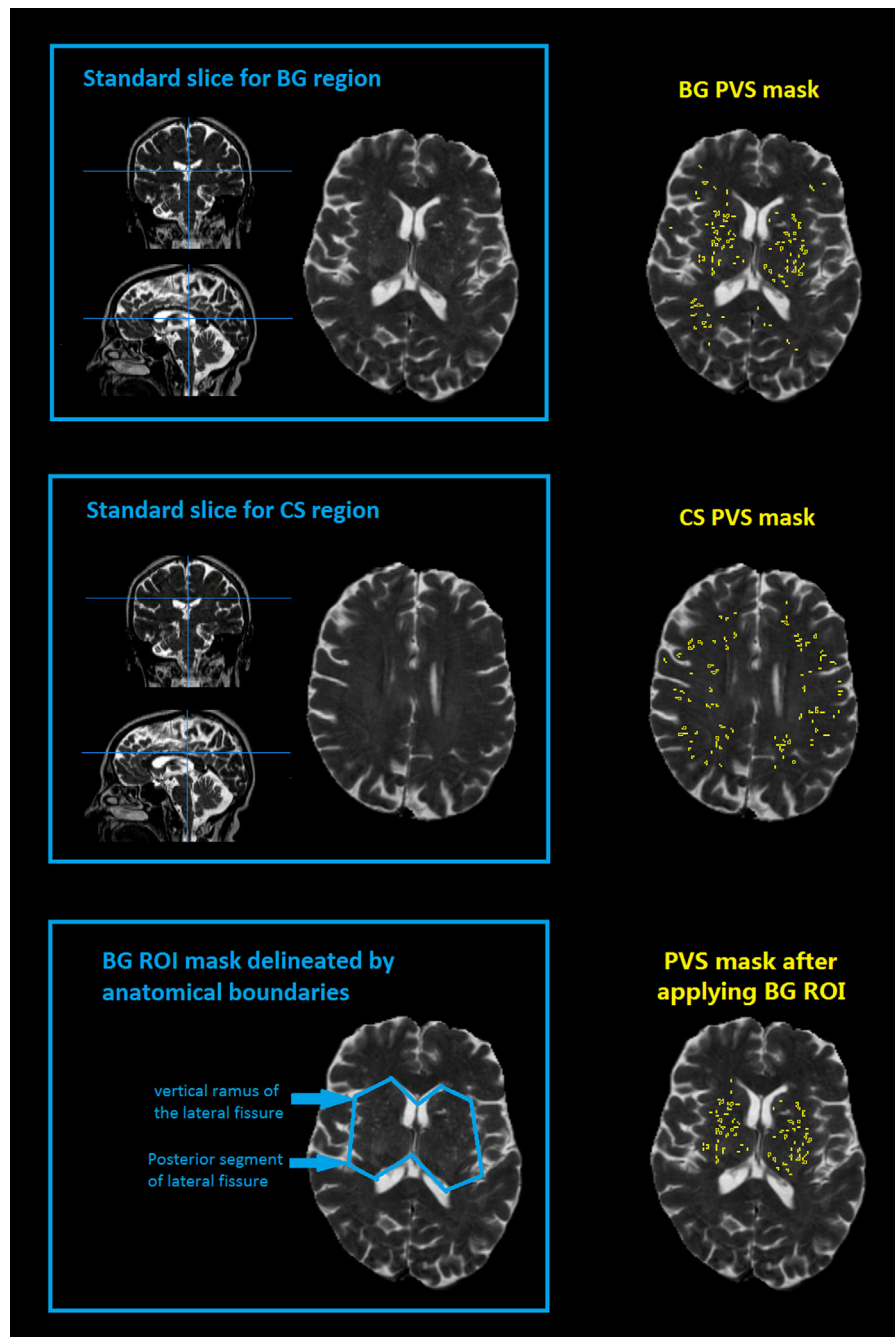 Standard slice for BG region
BG PVS mask
Standard slice for CS region
CS PVS mask
BG ROI mask delineated by
anatomical boundaries
vertical ramus of
the lateral fissure
Posterior segment
of lateral fissure
PVS mask after
applying BG ROI